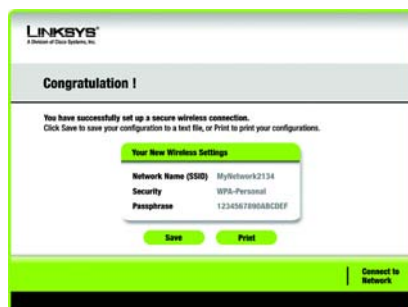 LINKSYS®
A Division of Cisco Systems, Inc.
Congratulation !
You have successfully set up a secure wireless connection.
Click Save to save your configuration to a text file, or Print to print your configurations.
Your New Wireless Settings
Network Name (SSID) MyNetwork2134
Security WPA-Personal
Passphrase 1234567890ABCDEF
Save Print
Connect to
Network